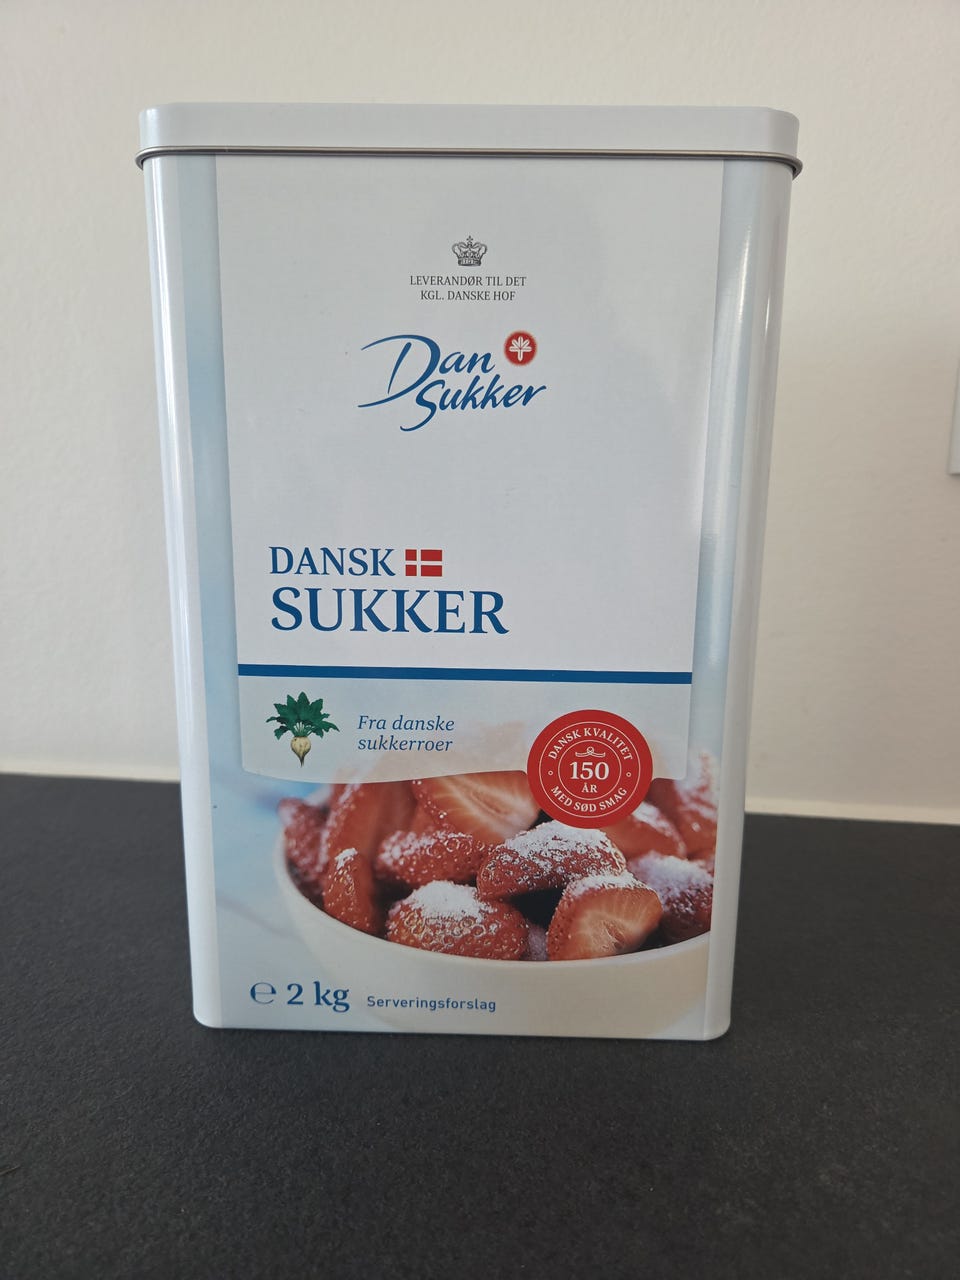 LEVERANDØR TIL DET
KGL. DANSKE HOF
Dan
Sukker
DANSK
SUKKER
Fra danske
sukkerroer
DANSK KVALITET
150
ÅR
MED SØD SMAG
℮ 2 kg Serveringsforslag